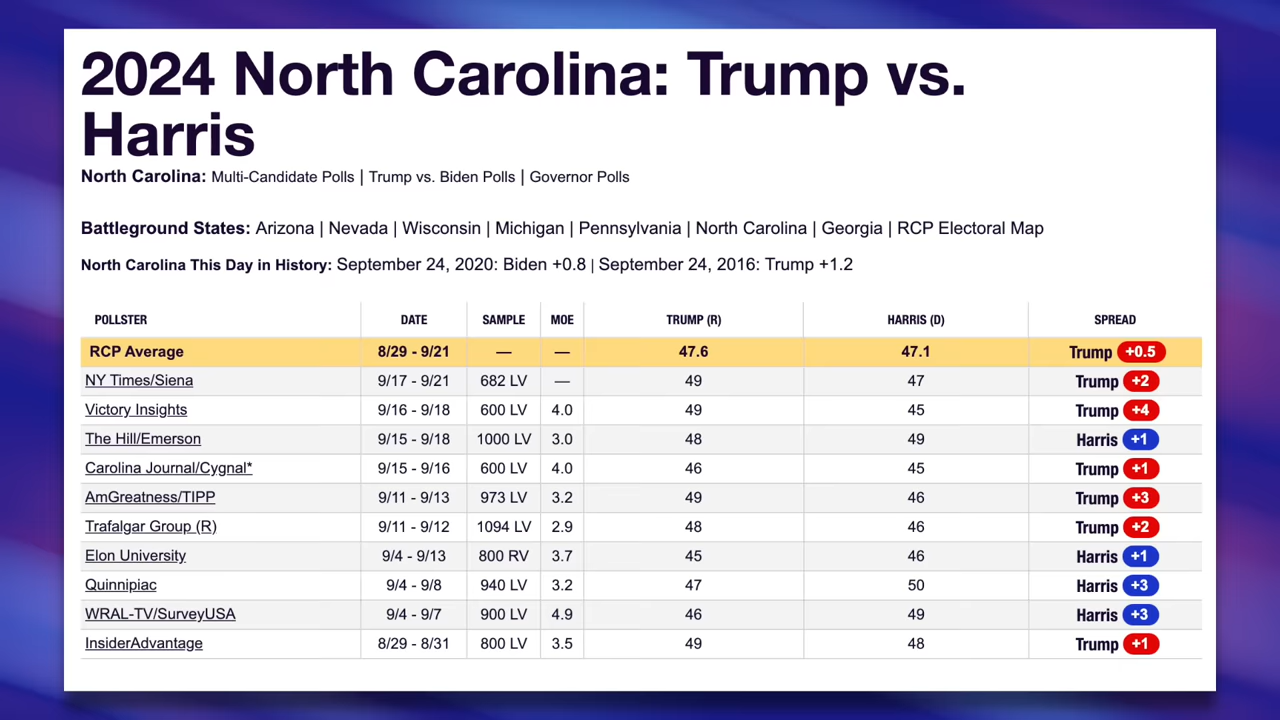 2024 North Carolina: Trump vs.
Harris
North Carolina: Multi-Candidate Polls | Trump vs. Biden Polls | Governor Polls
Battleground States: Arizona | Nevada | Wisconsin | Michigan | Pennsylvania | North Carolina | Georgia | RCP Electoral Map
North Carolina This Day in History: September 24, 2020: Biden +0.8 | September 24, 2016: Trump +1.2
POLLSTER DATE SAMPLE MOE TRUMP (R) HARRIS (D) SPREAD
RCP Average 8/29 - 9/21 — — 47.6 47.1 Trump +0.5
NY Times/Siena 9/17 - 9/21 682 LV — 49 47 Trump +2
Victory Insights 9/16 - 9/18 600 LV 4.0 49 45 Trump +4
The Hill/Emerson 9/15 - 9/18 1000 LV 3.0 48 49 Harris +1
Carolina Journal/Cygnal* 9/15 - 9/16 600 LV 4.0 46 45 Trump +1
AmGreatness/TIPP 9/11 - 9/13 973 LV 3.2 49 46 Trump +3
Trafalgar Group (R) 9/11 - 9/12 1094 LV 2.9 48 46 Trump +2
Elon University 9/4 - 9/13 800 RV 3.7 45 46 Harris +1
Quinnipiac 9/4 - 9/8 940 LV 3.2 47 50 Harris +3
WRAL-TV/SurveyUSA 9/4 - 9/7 900 LV 4.9 46 49 Harris +3
InsiderAdvantage 8/29 - 8/31 800 LV 3.5 49 48 Trump +1